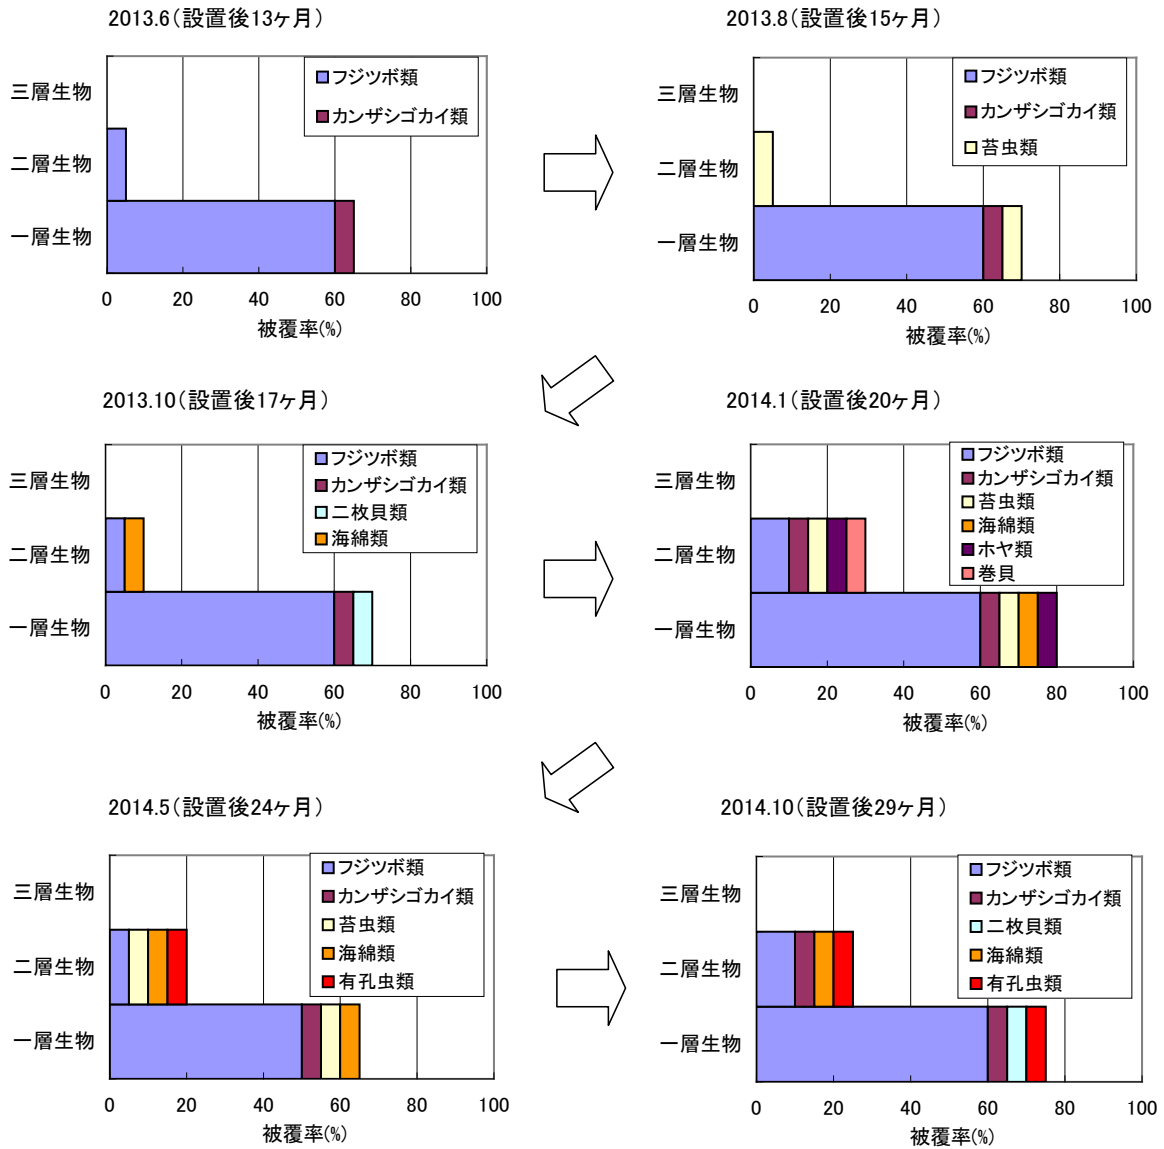 2013.6（設置後13ヶ月）
三層生物
二層生物
一層生物
フジツボ類
カンザシゴカイ類
0 20 40 60 80 100
被覆率(%)
2013.8（設置後15ヶ月）
三層生物
二層生物
一層生物
フジツボ類
カンザシゴカイ類
苔虫類
0 20 40 60 80 100
被覆率(%)
2013.10（設置後17ヶ月）
三層生物
二層生物
一層生物
フジツボ類
カンザシゴカイ類
二枚貝類
海綿類
0 20 40 60 80 100
被覆率(%)
2014.1（設置後20ヶ月）
三層生物
二層生物
一層生物
フジツボ類
カンザシゴカイ類
苔虫類
海綿類
ホヤ類
巻貝
0 20 40 60 80 100
被覆率(%)
2014.5（設置後24ヶ月）
三層生物
二層生物
一層生物
フジツボ類
カンザシゴカイ類
苔虫類
海綿類
有孔虫類
0 20 40 60 80 100
被覆率(%)
2014.10（設置後29ヶ月）
三層生物
二層生物
一層生物
フジツボ類
カンザシゴカイ類
二枚貝類
海綿類
有孔虫類
0 20 40 60 80 100
被覆率(%)